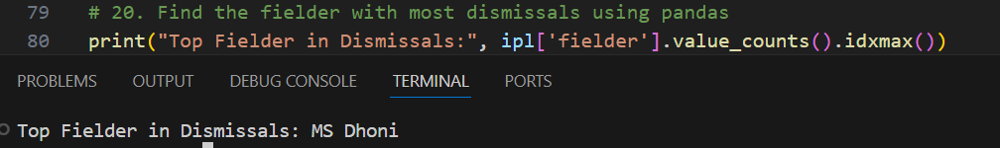 79 # 20. Find the fielder with most dismissals using pandas
80 print("Top Fielder in Dismissals:", ipl['fielder'].value_counts().idxmax())
PROBLEMS OUTPUT DEBUG CONSOLE TERMINAL PORTS
Top Fielder in Dismissals: MS Dhoni